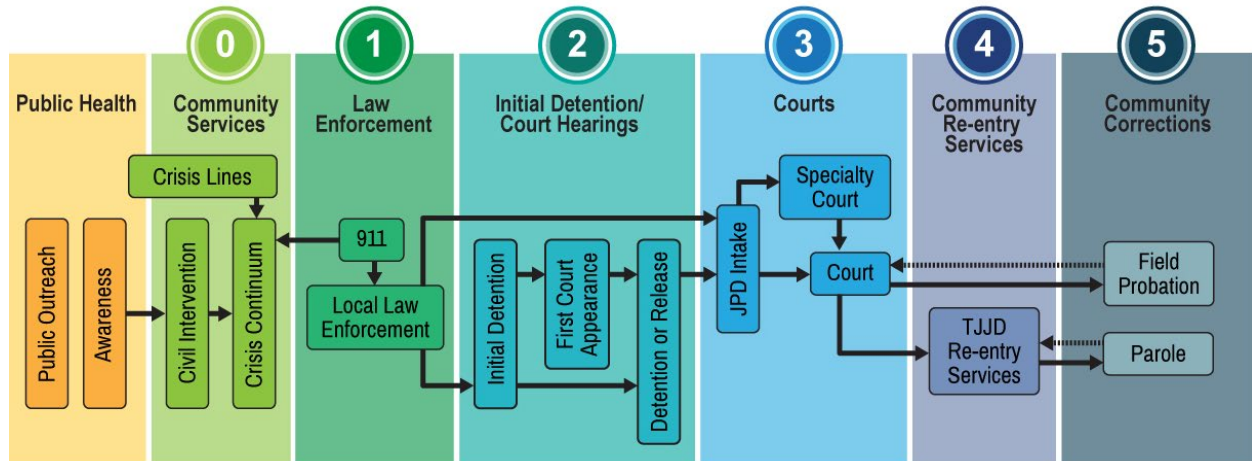 0
1
2
3
4
5
Public Health
Community
Services
Law
Enforcement
Initial Detention/
Court Hearings
Courts
Community
Re-entry
Services
Community
Corrections
Public Outreach
Awareness
Crisis Lines
Civil Intervention
Crisis Continuum
911
Local Law
Enforcement
Initial Detention
First Court
Appearance
Detention or Release
JPD Intake
Specialty
Court
Court
TJJD
Re-entry
Services
Field
Probation
Parole